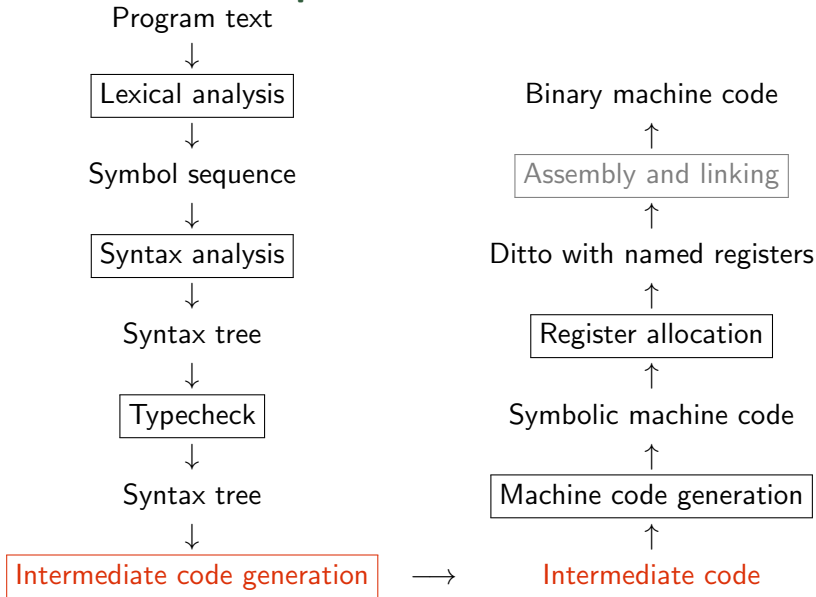 Program text
Lexical analysis
Symbol sequence
Syntax analysis
Syntax tree
Typecheck
Syntax tree
Intermediate code generation
Binary machine code
Assembly and linking
Ditto with named registers
Register allocation
Symbolic machine code
Machine code generation
Intermediate code